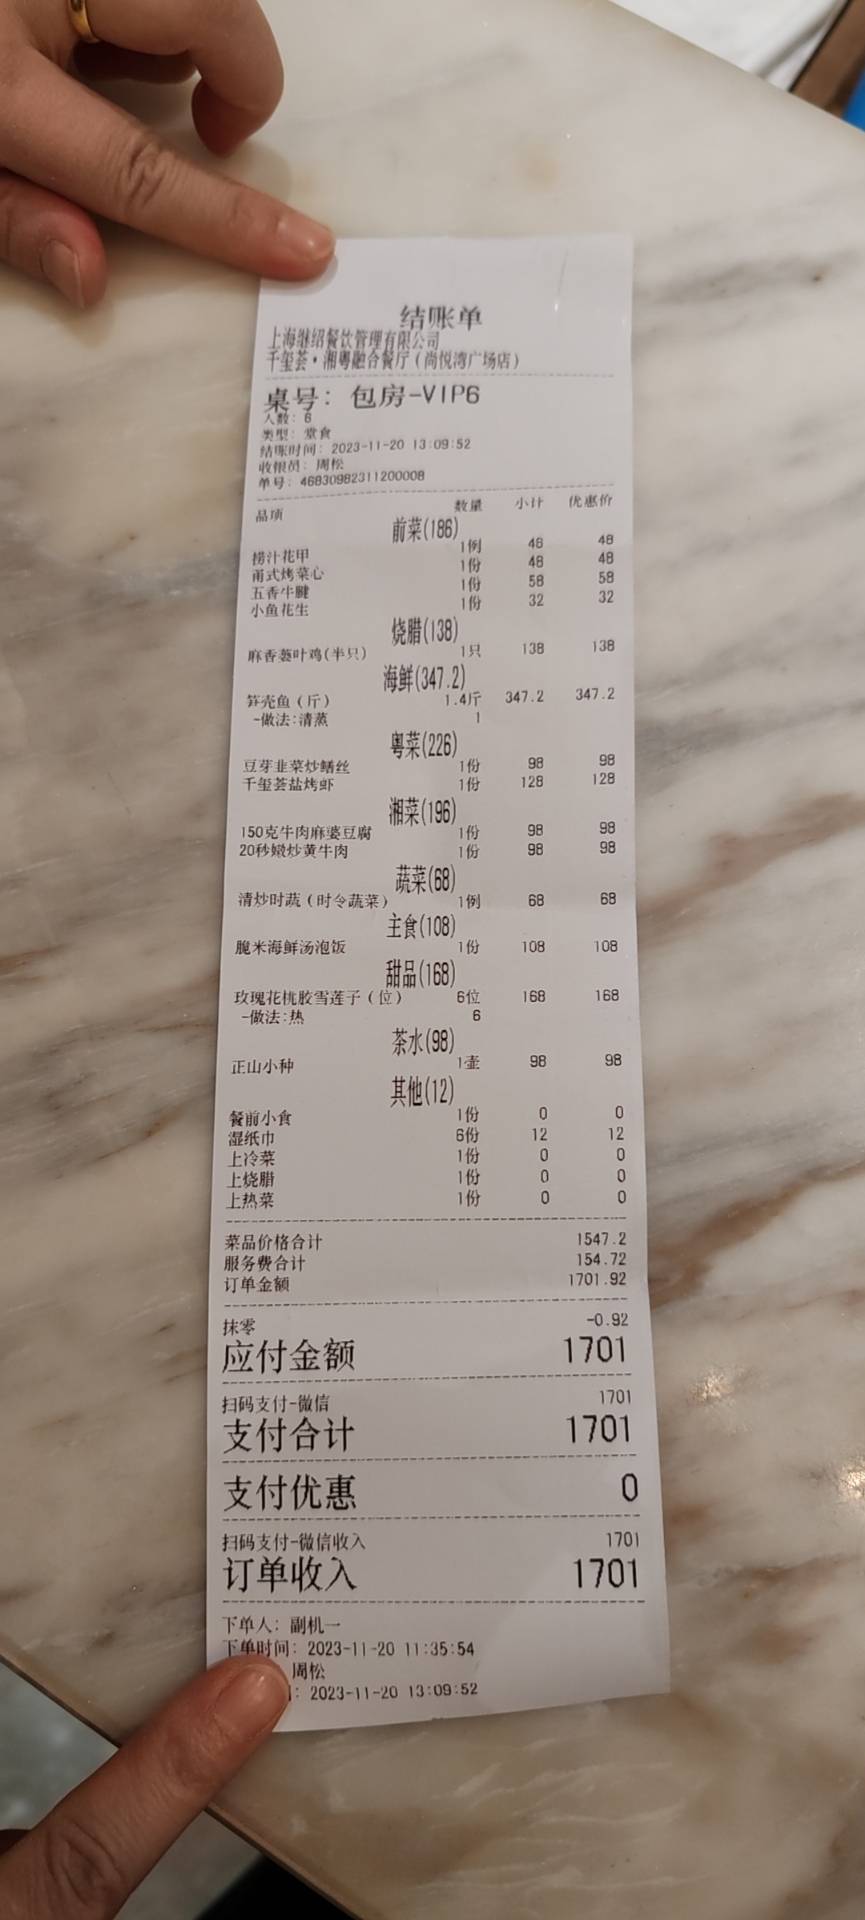 结账单
上海继绍餐饮管理有限公司
千玺荟·湘粤融合餐厅(尚悦湾广场店)
桌号: 包房-VIP6
人数: 6
类型: 堂食
结账时间: 2023-11-20 13:09:52
收银员: 周松
单号: 46830982311200008
品项 数量 小计 优惠价
前菜(186)
捞汁花甲 1例 48 48
甬式烤菜心 1份 48 48
五香牛腱 1份 58 58
小鱼花生 1份 32 32
烧腊(138)
麻香蒌叶鸡(半只) 1只 138 138
海鲜(347.2)
笋壳鱼(斤) 1.4斤 347.2 347.2
-做法:清蒸 1
粤菜(226)
豆芽韭菜炒鳝丝 1份 98 98
千玺荟盐烤虾 1份 128 128
湘菜(196)
150克牛肉麻婆豆腐 1份 98 98
20秒嫩炒黄牛肉 1份 98 98
蔬菜(68)
清炒时蔬(时令蔬菜) 1例 68 68
主食(108)
脆米海鲜汤泡饭 1份 108 108
甜品(168)
玫瑰花桃胶雪莲子(位) 6位 168 168
-做法:热 6
茶水(98)
正山小种 1壶 98 98
其他(12)
餐前小食 1份 0 0
湿纸巾 6份 12 12
上冷菜 1份 0 0
上烧腊 1份 0 0
上热菜 1份 0 0
菜品价格合计 1547.2
服务费合计 154.72
订单金额 1701.92
抹零 -0.92
应付金额 1701
扫码支付-微信 1701
支付合计 1701
支付优惠 0
扫码支付-微信收入 1701
订单收入 1701
下单人: 副机一
下单时间: 2023-11-20 11:35:54
周松
: 2023-11-20 13:09:52